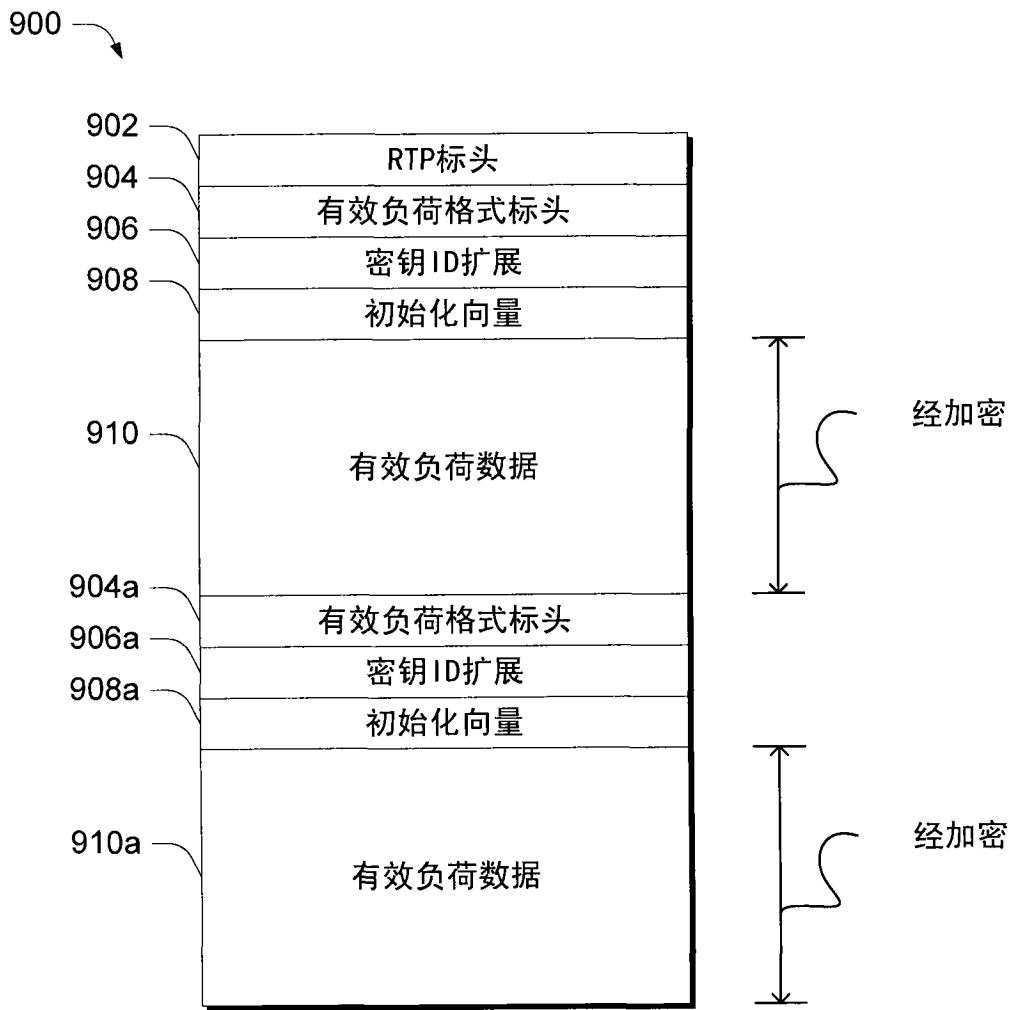 900
902
RTP标头
904
有效负荷格式标头
906
密钥ID扩展
908
初始化向量
经加密
910
有效负荷数据
904a
有效负荷格式标头
906a
密钥ID扩展
908a
初始化向量
经加密
910a
有效负荷数据